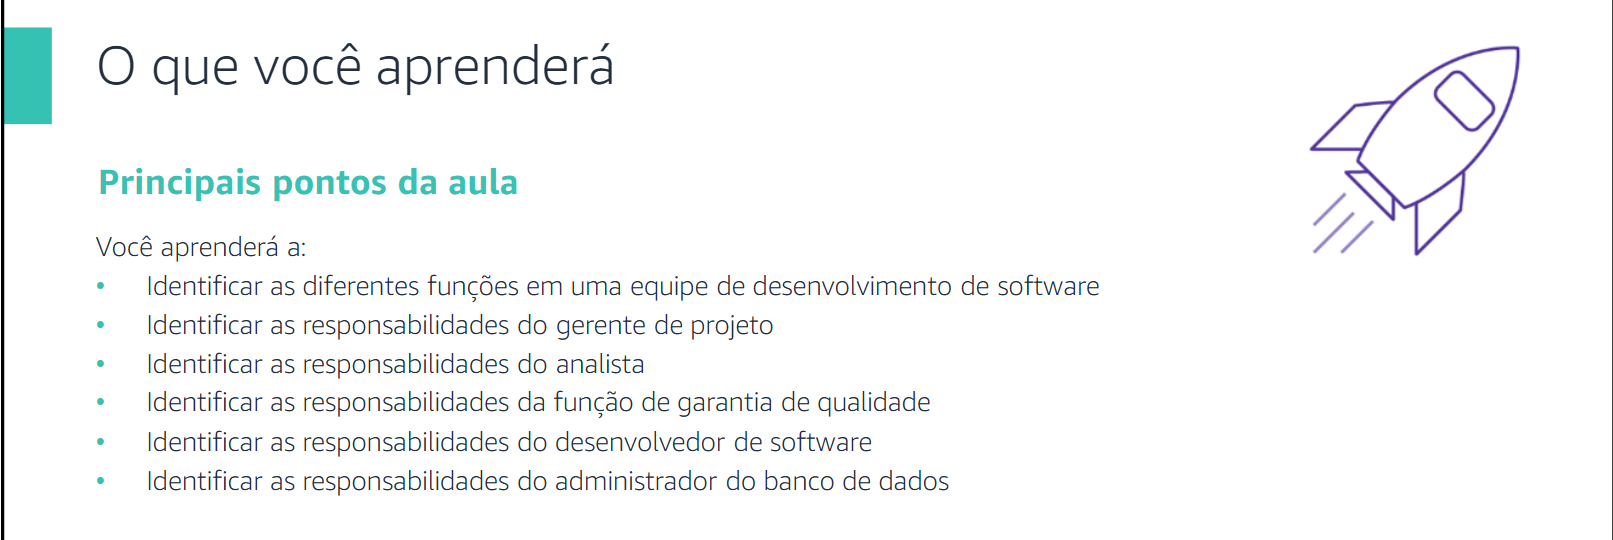 O que você aprenderá
Principais pontos da aula
Você aprenderá a:
• Identificar as diferentes funções em uma equipe de desenvolvimento de software
• Identificar as responsabilidades do gerente de projeto
• Identificar as responsabilidades do analista
• Identificar as responsabilidades da função de garantia de qualidade
• Identificar as responsabilidades do desenvolvedor de software
• Identificar as responsabilidades do administrador do banco de dados